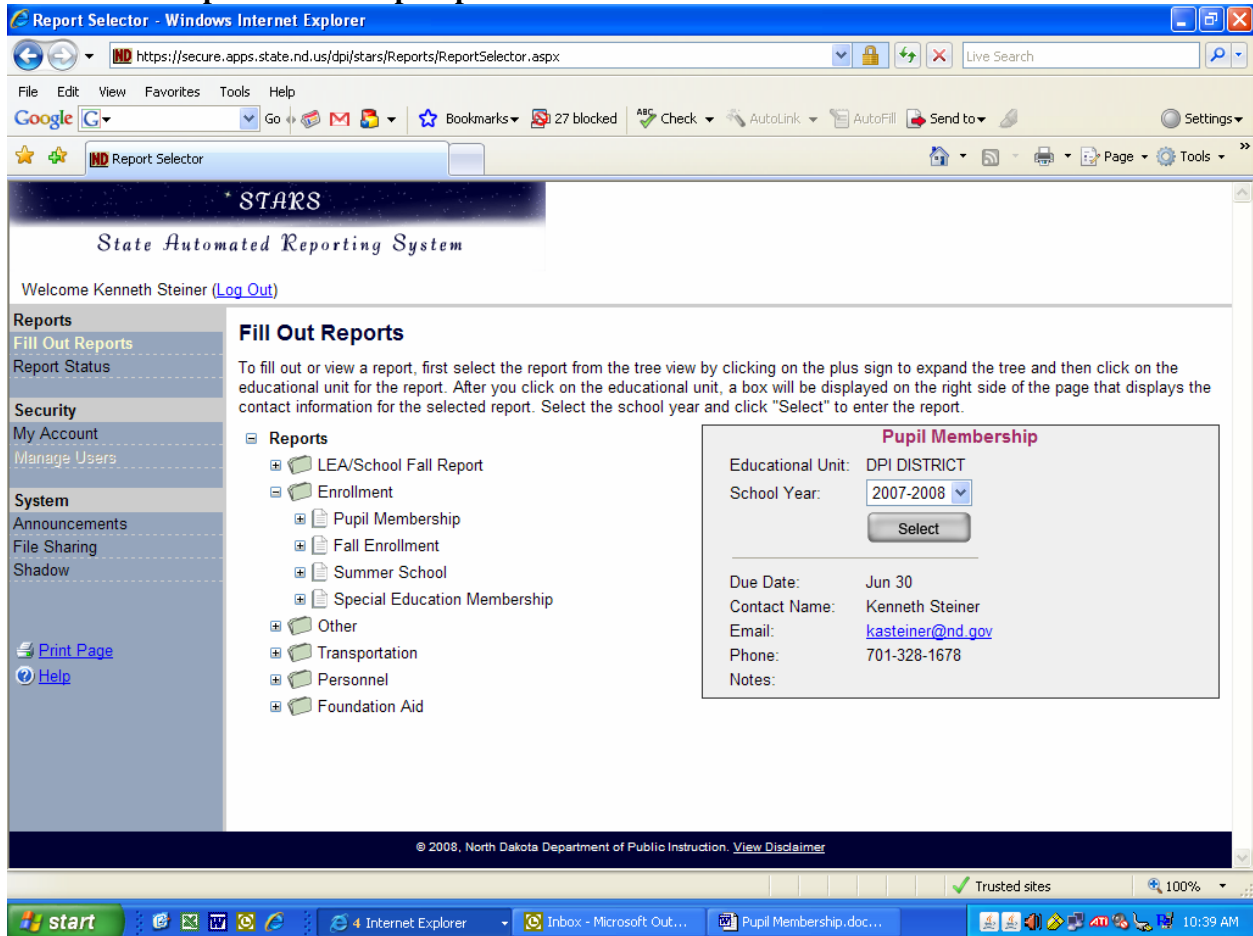 Report Selector - Windows Internet Explorer
https://secure.apps.state.nd.us/dpi/stars/Reports/ReportSelector.aspx
Live Search
File Edit View Favorites Tools Help
Google G Go Bookmarks 27 blocked ABC Check AutoLink AutoFill Send to Settings
ND Report Selector
Page Tools
STARS
State Automated Reporting System
Welcome Kenneth Steiner (Log Out)
Reports
Fill Out Reports
Report Status
Security
My Account
Manage Users
System
Announcements
File Sharing
Shadow
Print Page
Help
Fill Out Reports
To fill out or view a report, first select the report from the tree view by clicking on the plus sign to expand the tree and then click on the
educational unit for the report. After you click on the educational unit, a box will be displayed on the right side of the page that displays the
contact information for the selected report. Select the school year and click "Select" to enter the report.
Reports
LEA/School Fall Report
Enrollment
Pupil Membership
Fall Enrollment
Summer School
Special Education Membership
Other
Transportation
Personnel
Foundation Aid
Pupil Membership
Educational Unit: DPI DISTRICT
School Year: 2007-2008
Select
Due Date: Jun 30
Contact Name: Kenneth Steiner
Email: kasteiner@nd.gov
Phone: 701-328-1678
Notes:
© 2008, North Dakota Department of Public Instruction. View Disclaimer
Trusted sites 100%
start 4 Internet Explorer Inbox - Microsoft Out... Pupil Membership.doc... 10:39 AM